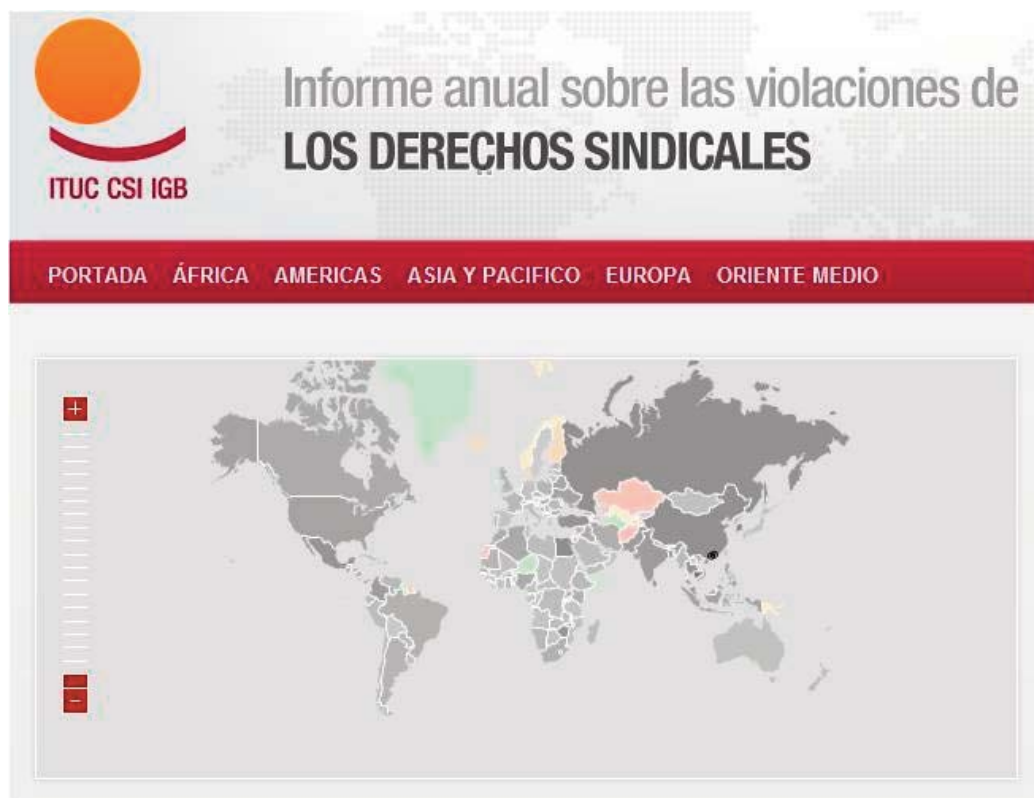 Informe anual sobre las violaciones de
LOS DERECHOS SINDICALES
ITUC CSI IGB
PORTADA ÁFRICA AMERICAS ASIA Y PACIFICO EUROPA ORIENTE MEDIO
+
-